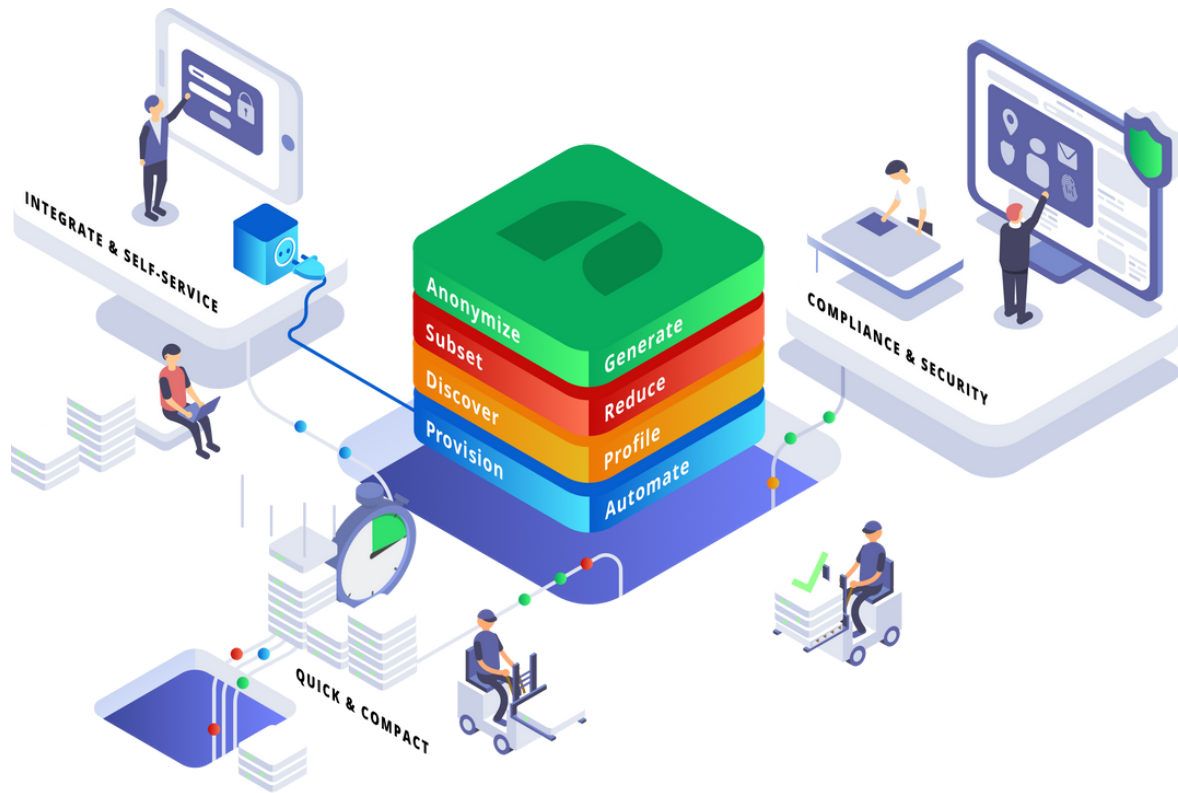 INTEGRATE & SELF-SERVICE
Anonymize
Generate
Subset
Reduce
Discover
Profile
Provision
Automate
COMPLIANCE & SECURITY
QUICK & COMPACT